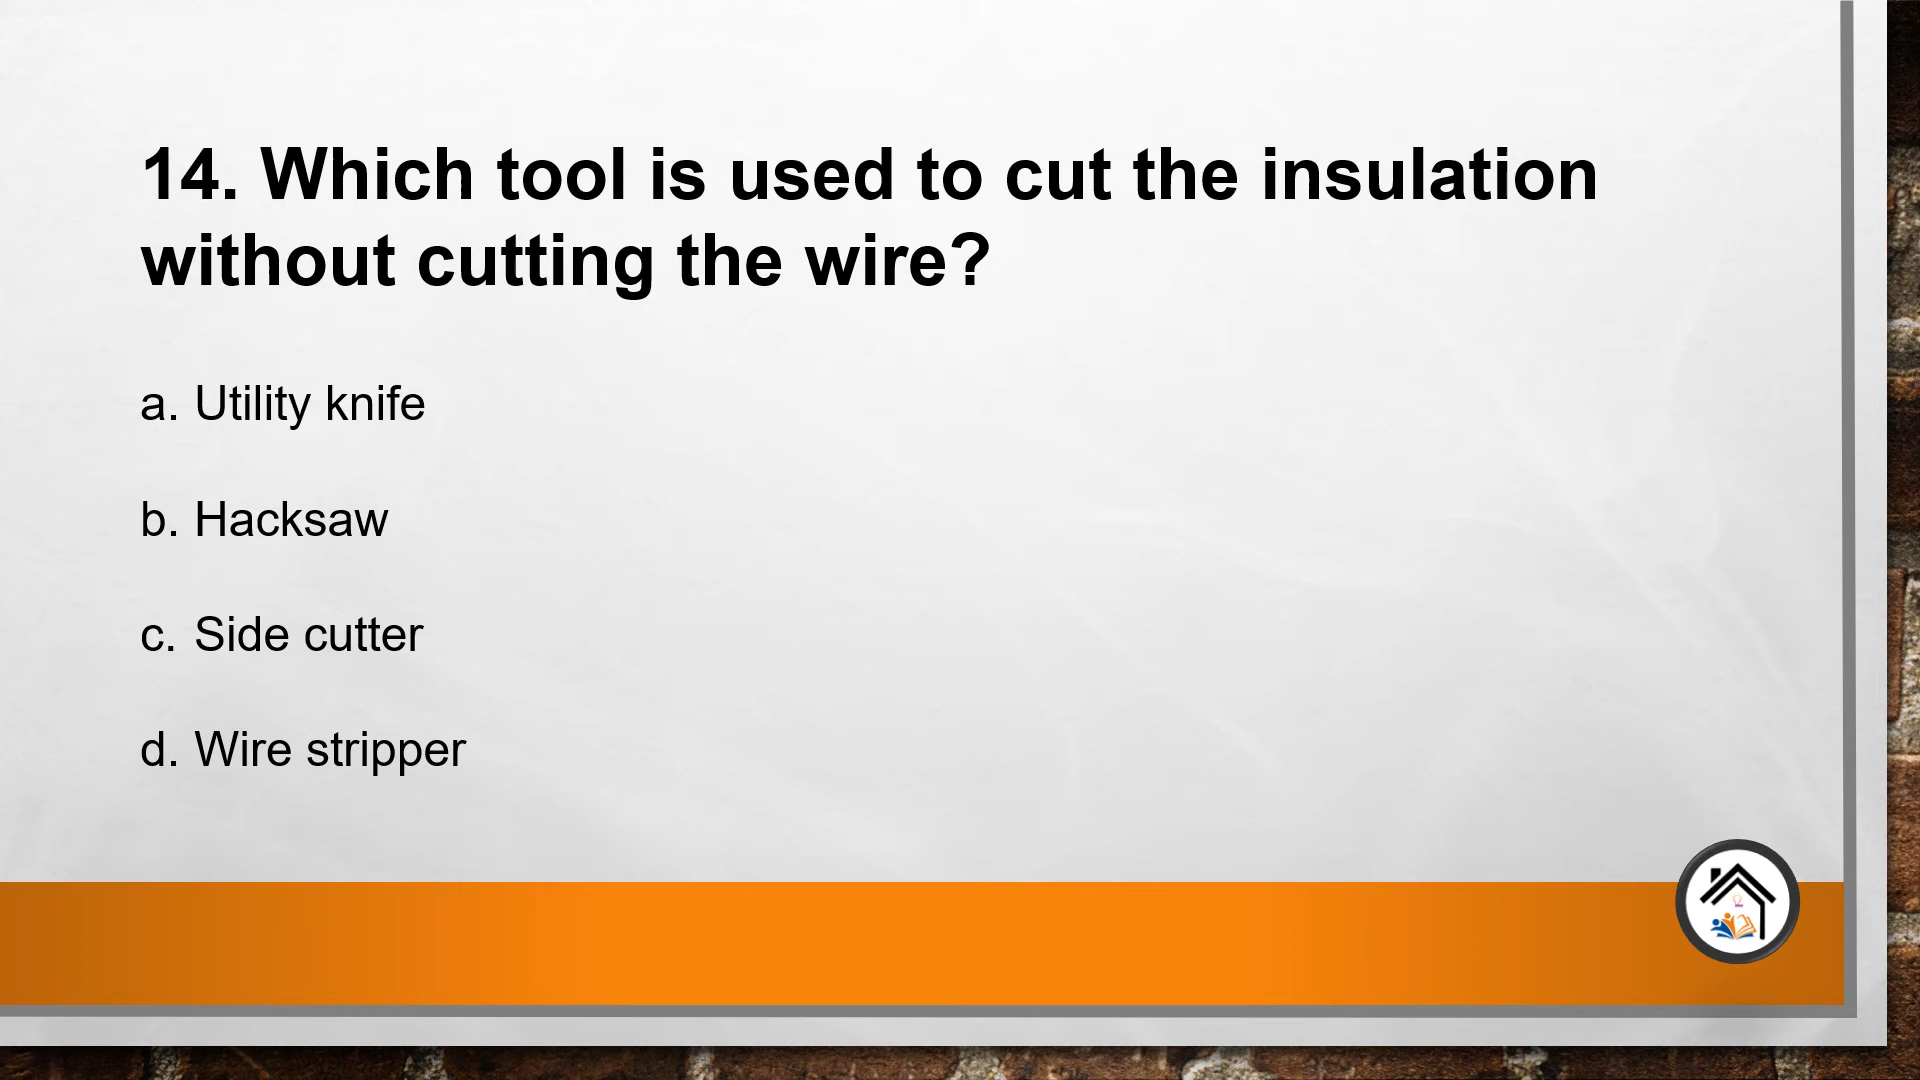 14. Which tool is used to cut the insulation
without cutting the wire?
a. Utility knife
b. Hacksaw
c. Side cutter
d. Wire stripper